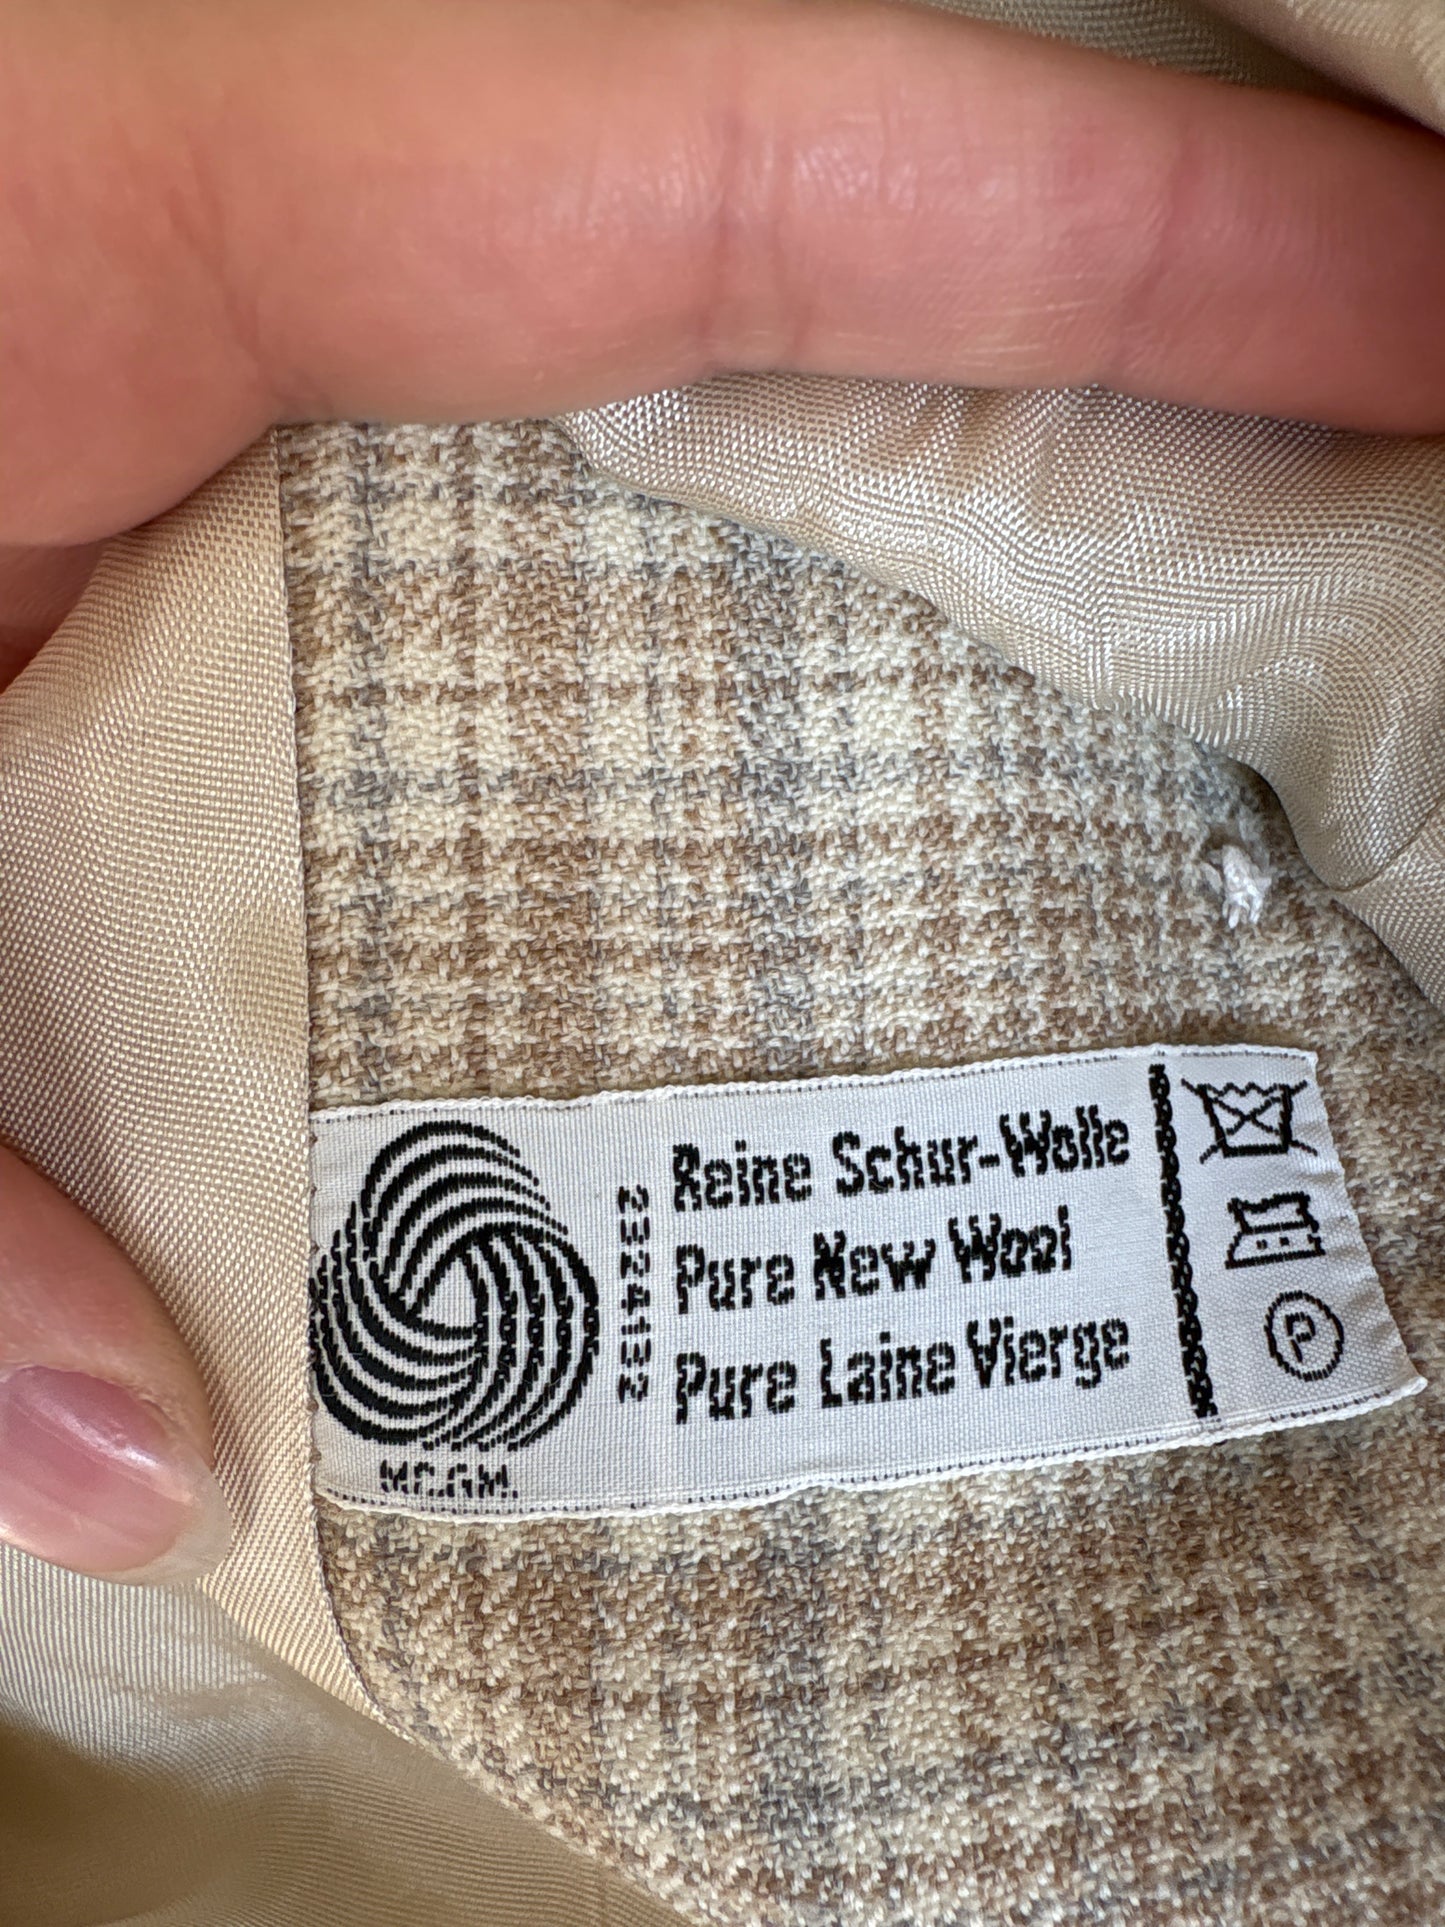 Reine Schur-Wolle
Pure New Wool
Pure Laine Vierge
2324132
MC.GM.
P